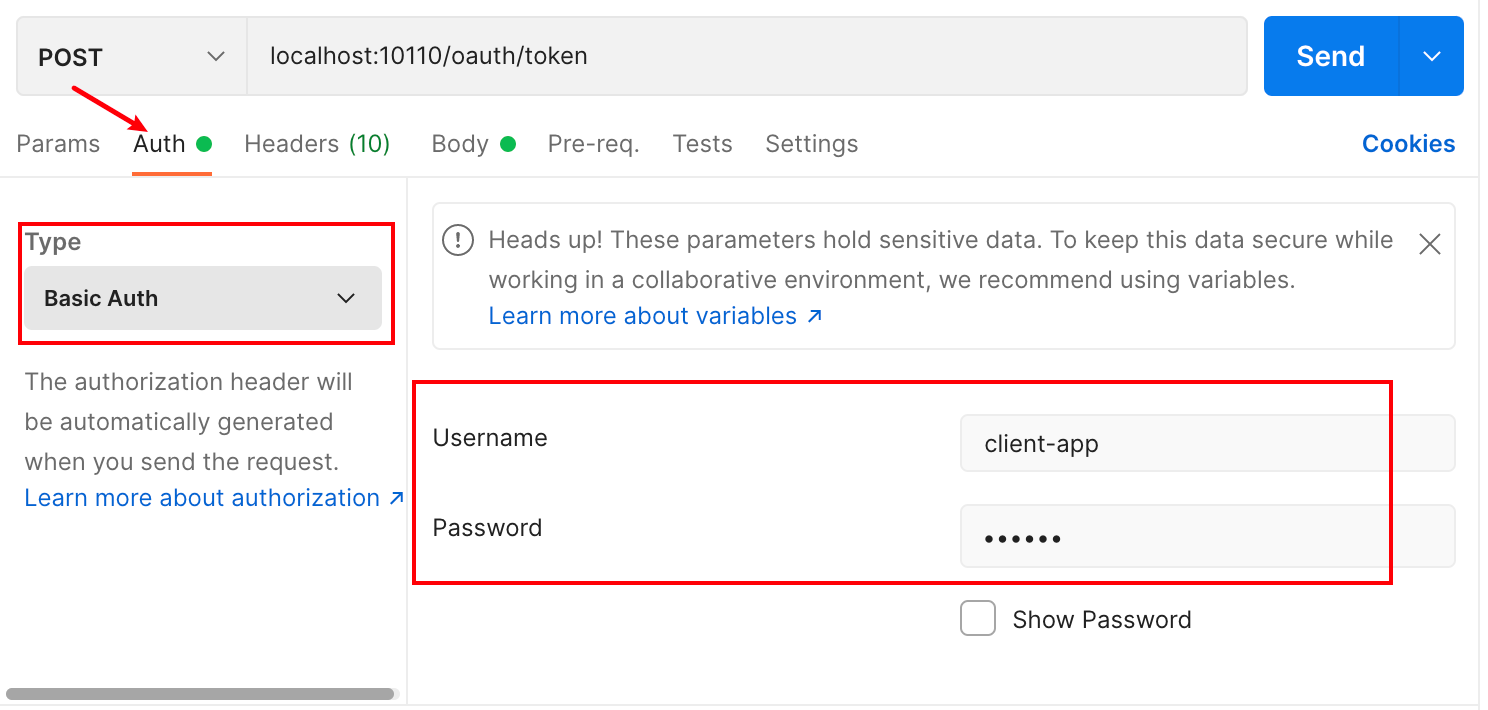 POST
localhost:10110/oauth/token
Send
Params
Auth
Headers (10)
Body
Pre-req.
Tests
Settings
Cookies
Type
Basic Auth
The authorization header will
be automatically generated
when you send the request.
Learn more about authorization ↗
Heads up! These parameters hold sensitive data. To keep this data secure while
working in a collaborative environment, we recommend using variables.
Learn more about variables ↗
Username
client-app
Password
••••••
Show Password